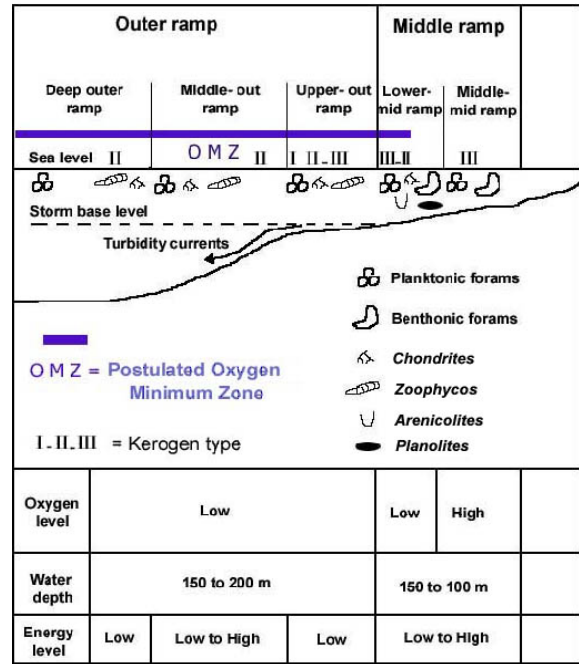 Outer ramp
Middle ramp
Deep outer
ramp
Middle- out
ramp
Upper- out
ramp
Lower-
mid ramp
Middle-
mid ramp
Sea level II OMZ II I II-III III-II III
Storm base level
Turbidity currents
Planktonic forams
Benthonic forams
Chondrites
Zoophycos
Arenicolites
Planolites
OMZ = Postulated Oxygen
Minimum Zone
I-II-III = Kerogen type
Oxygen
level
Low
Low
High
Water
depth
150 to 200 m
150 to 100 m
Energy
level
Low
Low to High
Low
Low to High